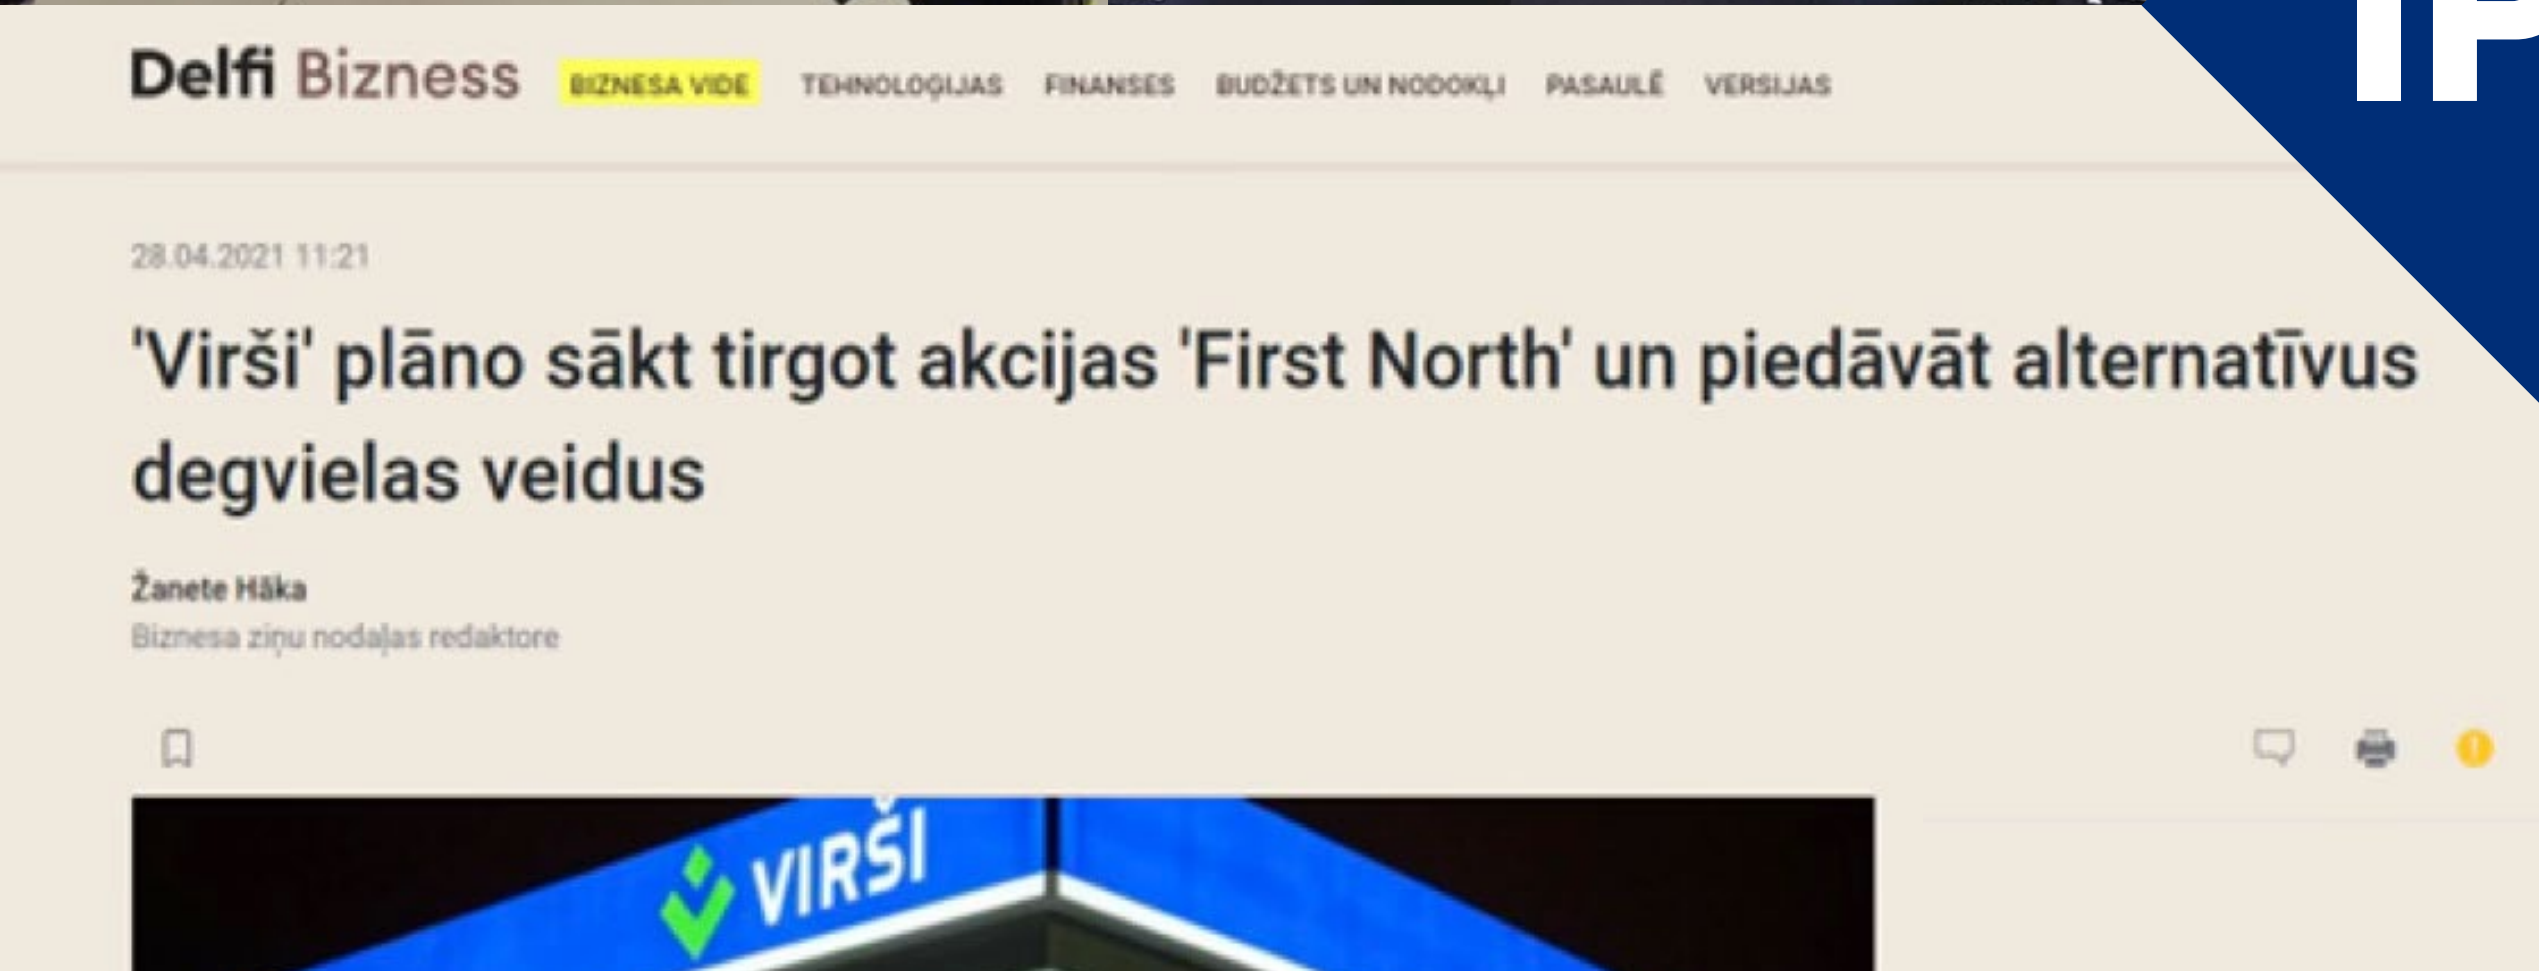 IP
Delfi Bizness BIZNESA VIDE TEHNOLOĢIJAS FINANSES BUDŽETS UN NODOKĻI PASAULĒ VERSIJAS
28.04.2021 11:21
'Virši' plāno sākt tirgot akcijas 'First North' un piedāvāt alternatīvus
degvielas veidus
Žanete Hāka
Biznesa ziņu nodaļas redaktore
VIRŠI